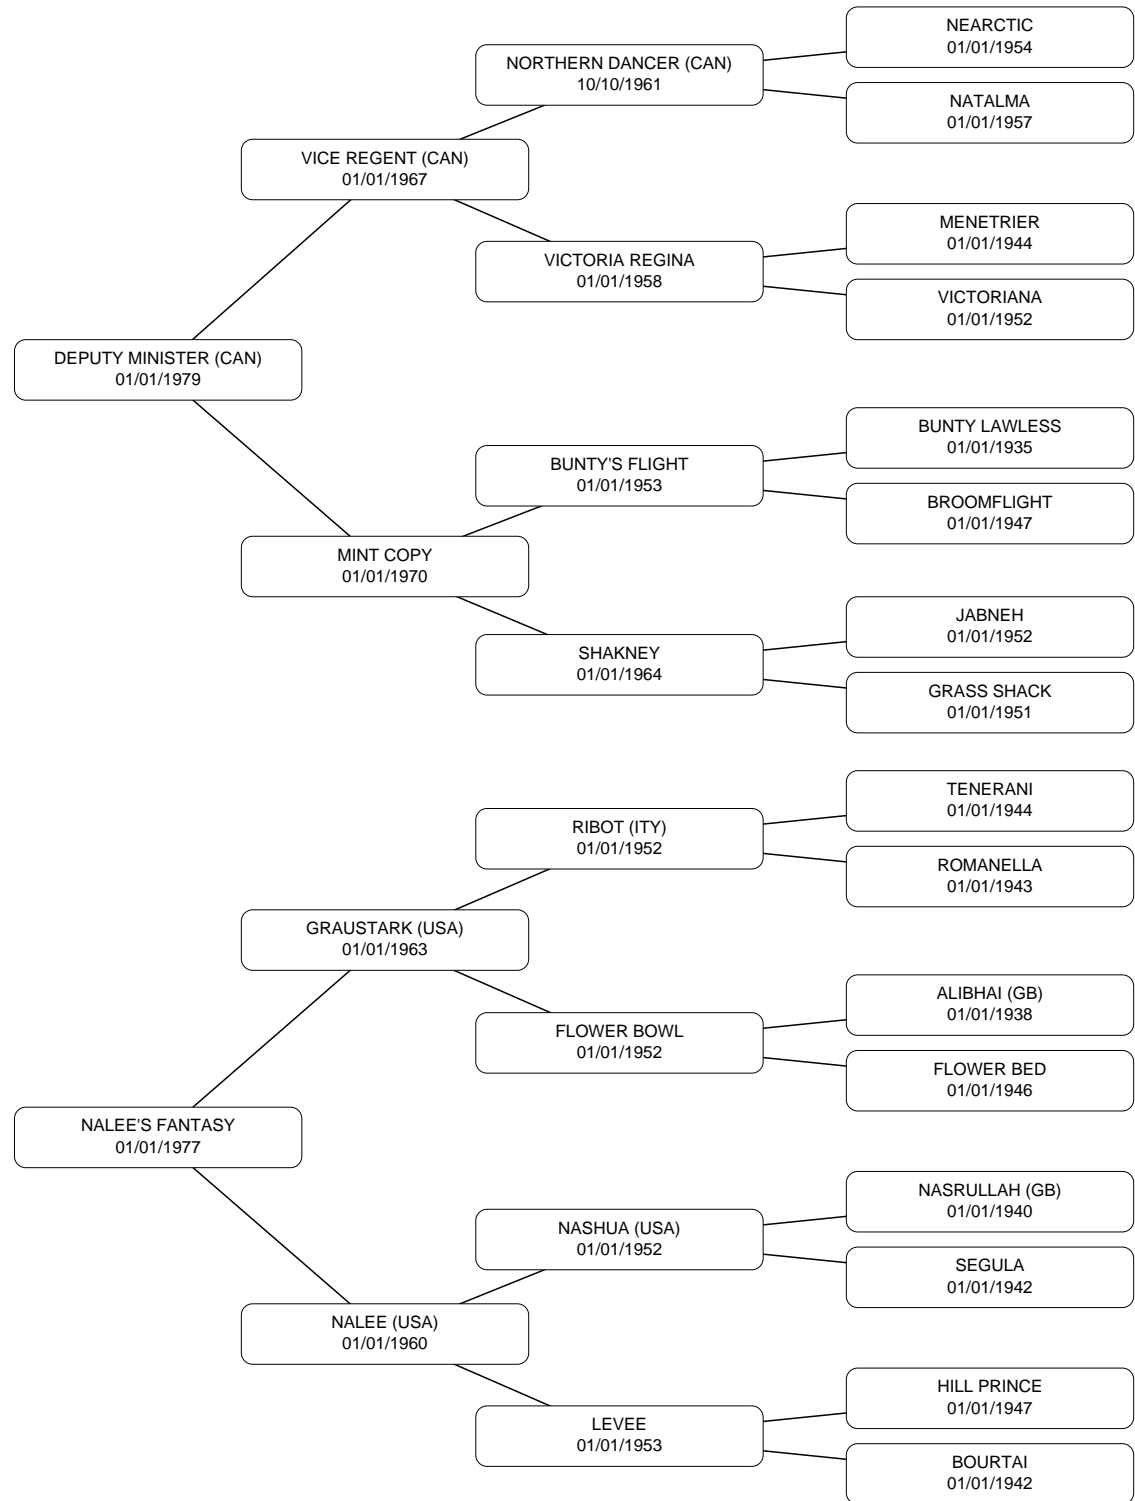 NEARCTIC
01/01/1954
NORTHERN DANCER (CAN)
10/10/1961
NATALMA
01/01/1957
VICE REGENT (CAN)
01/01/1967
MENETRIER
01/01/1944
VICTORIA REGINA
01/01/1958
VICTORIANA
01/01/1952
DEPUTY MINISTER (CAN)
01/01/1979
BUNTY LAWLESS
01/01/1935
BUNTY'S FLIGHT
01/01/1953
BROOMFLIGHT
01/01/1947
MINT COPY
01/01/1970
JABNEH
01/01/1952
SHAKNEY
01/01/1964
GRASS SHACK
01/01/1951
TENERANI
01/01/1944
RIBOT (ITY)
01/01/1952
ROMANELLA
01/01/1943
GRAUSTARK (USA)
01/01/1963
ALIBHAI (GB)
01/01/1938
FLOWER BOWL
01/01/1952
FLOWER BED
01/01/1946
NALEE'S FANTASY
01/01/1977
NASRULLAH (GB)
01/01/1940
NASHUA (USA)
01/01/1952
SEGULA
01/01/1942
NALEE (USA)
01/01/1960
HILL PRINCE
01/01/1947
LEVEE
01/01/1953
BOURTAI
01/01/1942